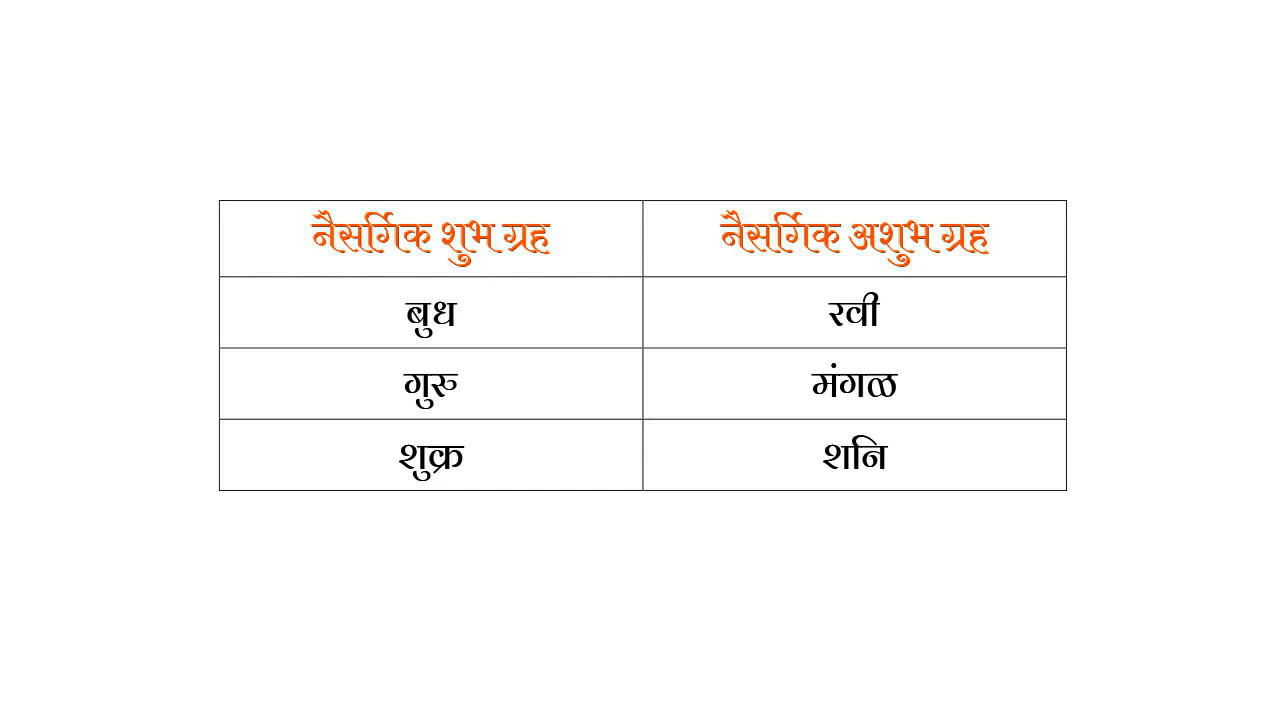 नैसर्गिक शुभ ग्रह नैसर्गिक अशुभ ग्रह
बुध रवी
गुरु मंगळ
शुक्र शनि